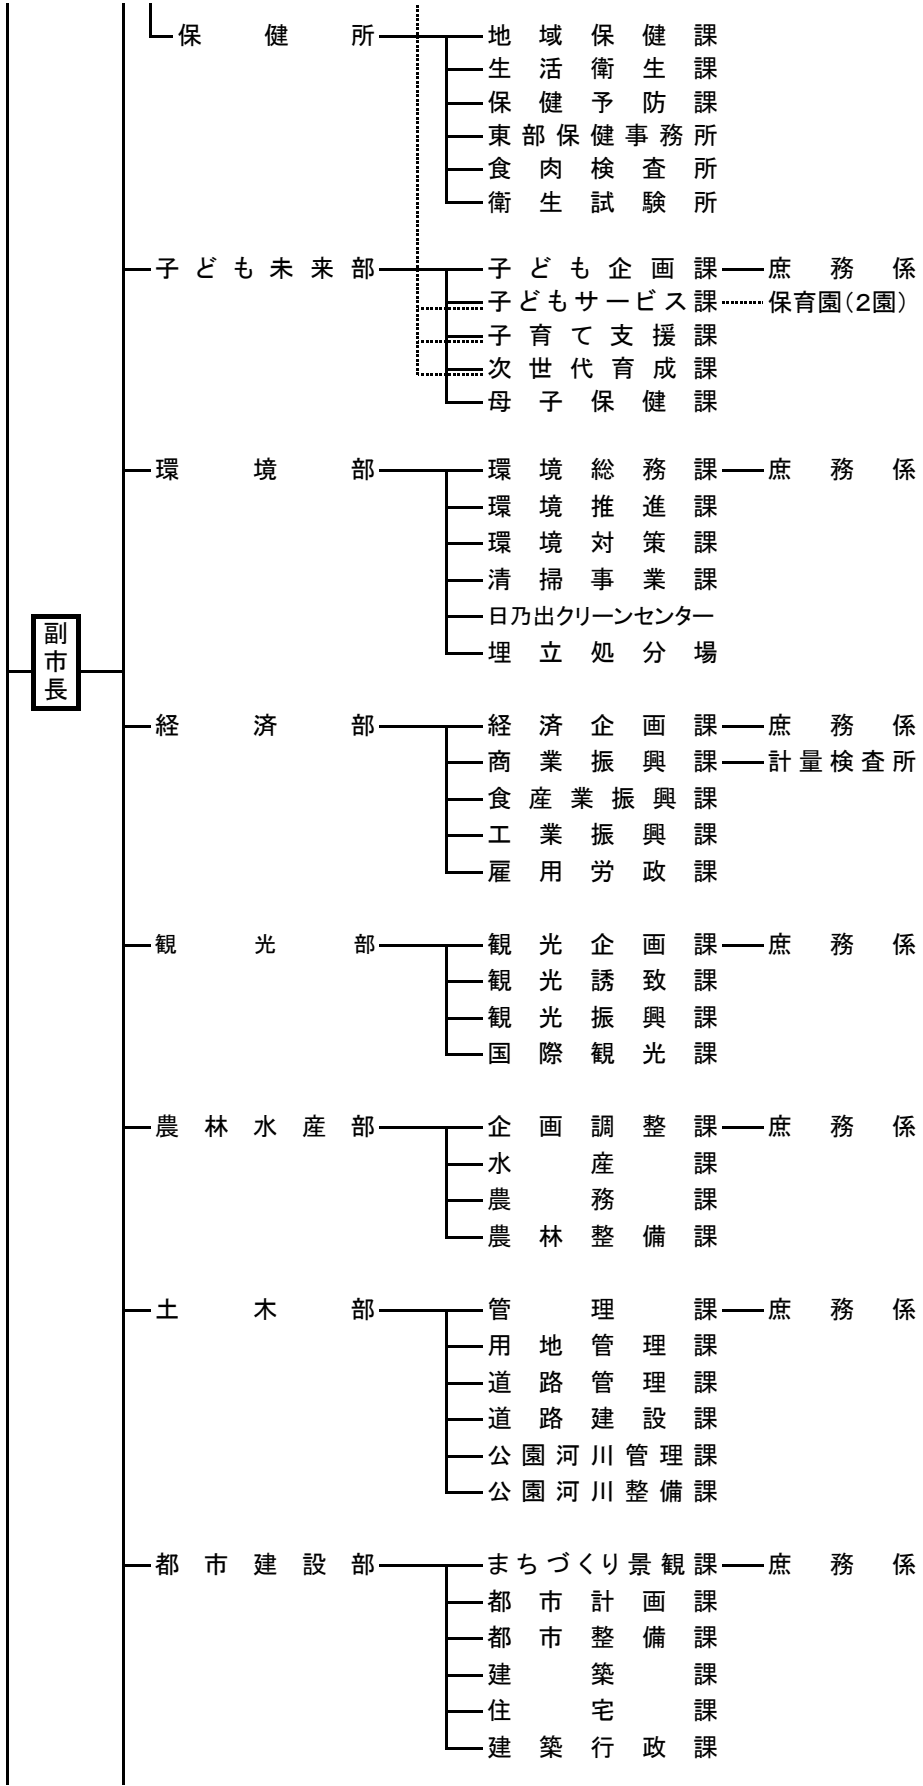 保健所 地域保健課
生活衛生課
保健予防課
東部保健事務所
食肉検査所
衛生試験所
子ども未来部 子ども企画課 庶務係
子どもサービス課 保育園(2園)
子育て支援課
次世代育成課
母子保健課
環境部 環境総務課 庶務係
環境推進課
環境対策課
清掃事業課
日乃出クリーンセンター
埋立処分場
副市長
経済部 経済企画課 庶務係
商業振興課 計量検査所
食産業振興課
工業振興課
雇用労政課
観光部 観光企画課 庶務係
観光誘致課
観光振興課
国際観光課
農林水産部 企画調整課 庶務係
水産課
農務課
農林整備課
土木部 管理課 庶務係
用地管理課
道路管理課
道路建設課
公園河川管理課
公園河川整備課
都市建設部 まちづくり景観課 庶務係
都市計画課
都市整備課
建築課
住宅課
建築行政課